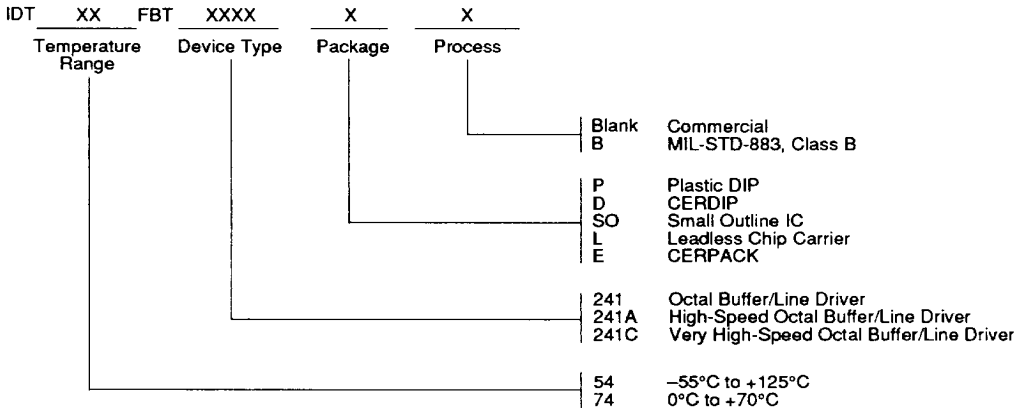 IDT XX FBT XXXX X X
Temperature Range Device Type Package Process
Blank Commercial
B MIL-STD-883, Class B
P Plastic DIP
D CERDIP
SO Small Outline IC
L Leadless Chip Carrier
E CERPACK
241 Octal Buffer/Line Driver
241A High-Speed Octal Buffer/Line Driver
241C Very High-Speed Octal Buffer/Line Driver
54 –55°C to +125°C
74 0°C to +70°C